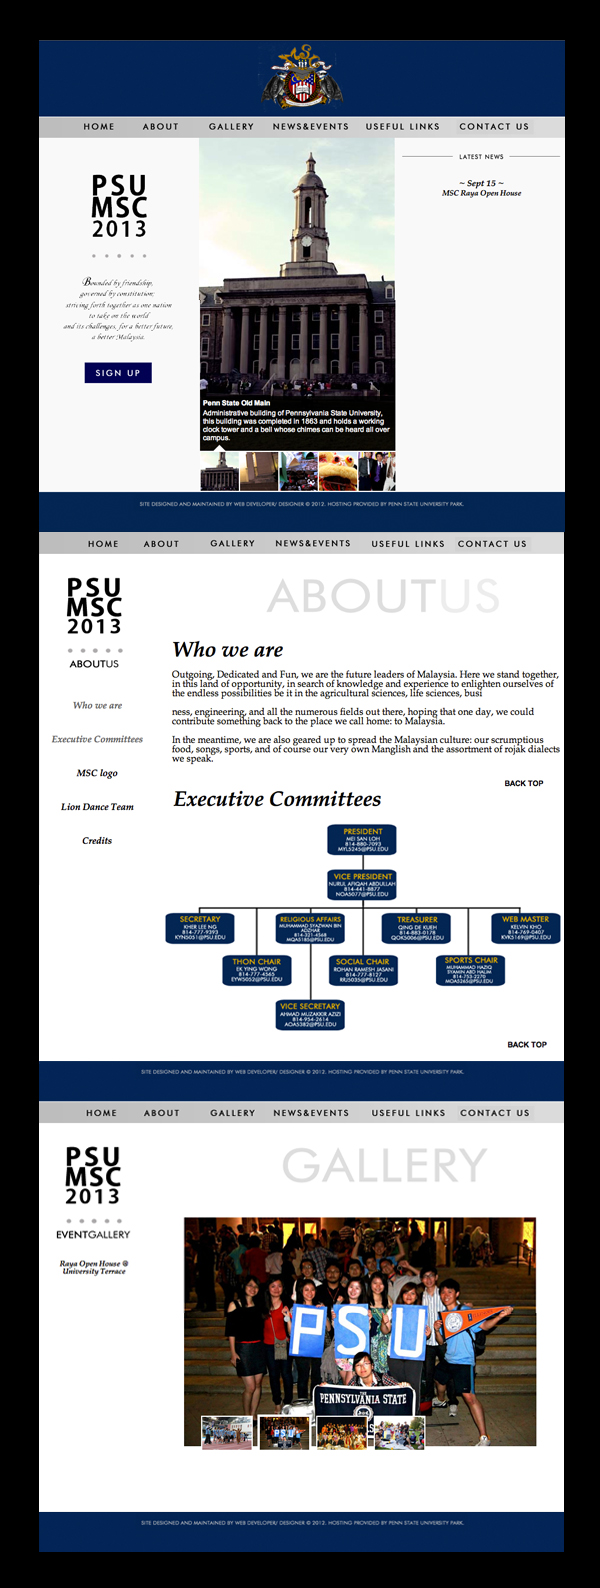 MSC
HOME ABOUT GALLERY NEWS&EVENTS USEFUL LINKS CONTACT US
PSU
MSC
2013
Bounded by friendship,
governed by constitution;
striving forth together as one nation
to take on the world
and its challenges, for a better future,
a better Malaysia.
SIGN UP
Penn State Old Main
Administrative building of Pennsylvania State University,
this building was completed in 1863 and holds a working
clock tower and a bell whose chimes can be heard all over
campus.
LATEST NEWS
~ Sept 15 ~
MSC Raya Open House
SITE DESIGNED AND MAINTAINED BY WEB DEVELOPER/ DESIGNER © 2012. HOSTING PROVIDED BY PENN STATE UNIVERSITY PARK.
HOME ABOUT GALLERY NEWS&EVENTS USEFUL LINKS CONTACT US
PSU
MSC
2013
ABOUTUS
Who we are
Executive Committees
MSC logo
Lion Dance Team
Credits
ABOUTUS
Who we are
Outgoing, Dedicated and Fun, we are the future leaders of Malaysia. Here we stand together,
in this land of opportunity, in search of knowledge and experience to enlighten ourselves of
the endless possibilities be it in the agricultural sciences, life sciences, busi
ness, engineering, and all the numerous fields out there, hoping that one day, we could
contribute something back to the place we call home: to Malaysia.
In the meantime, we are also geared up to spread the Malaysian culture: our scrumptious
food, songs, sports, and of course our very own Manglish and the assortment of rojak dialects
we speak.
BACK TOP
Executive Committees
PRESIDENT
MEI SAN LOH
814-880-7093
MYL5245@PSU.EDU
VICE PRESIDENT
NURUL AFIQAH ABDULLAH
814-441-8877
NOA5077@PSU.EDU
SECRETARY
KHER LEE NG
814-777-9393
KYN5051@PSU.EDU
RELIGIOUS AFFAIRS
MUHAMMAD SYAZWAN BIN
ADZHAR
814-321-4568
MQA5185@PSU.EDU
TREASURER
QING DE KUEH
814-883-0178
QOK5006@PSU.EDU
WEB MASTER
KELVIN KHO
814-769-0407
KVK5169@PSU.EDU
THON CHAIR
EK YING WONG
814-777-4565
EYW5052@PSU.EDU
SOCIAL CHAIR
ROHAN RAMESH JASANI
814-777-8127
RRJ5035@PSU.EDU
SPORTS CHAIR
MUHAMMAD HAZIQ
SYAMIN ABD HALIM
814-753-2270
MOA5265@PSU.EDU
VICE SECRETARY
AHMAD MUZAKKIR AZIZI
814-954-2614
AOA5382@PSU.EDU
BACK TOP
SITE DESIGNED AND MAINTAINED BY WEB DEVELOPER/ DESIGNER © 2012. HOSTING PROVIDED BY PENN STATE UNIVERSITY PARK.
HOME ABOUT GALLERY NEWS&EVENTS USEFUL LINKS CONTACT US
PSU
MSC
2013
EVENTGALLERY
Raya Open House @
University Terrace
GALLERY
PSU
THE
PENNSYLVANIA STATE
SITE DESIGNED AND MAINTAINED BY WEB DEVELOPER/ DESIGNER © 2012. HOSTING PROVIDED BY PENN STATE UNIVERSITY PARK.